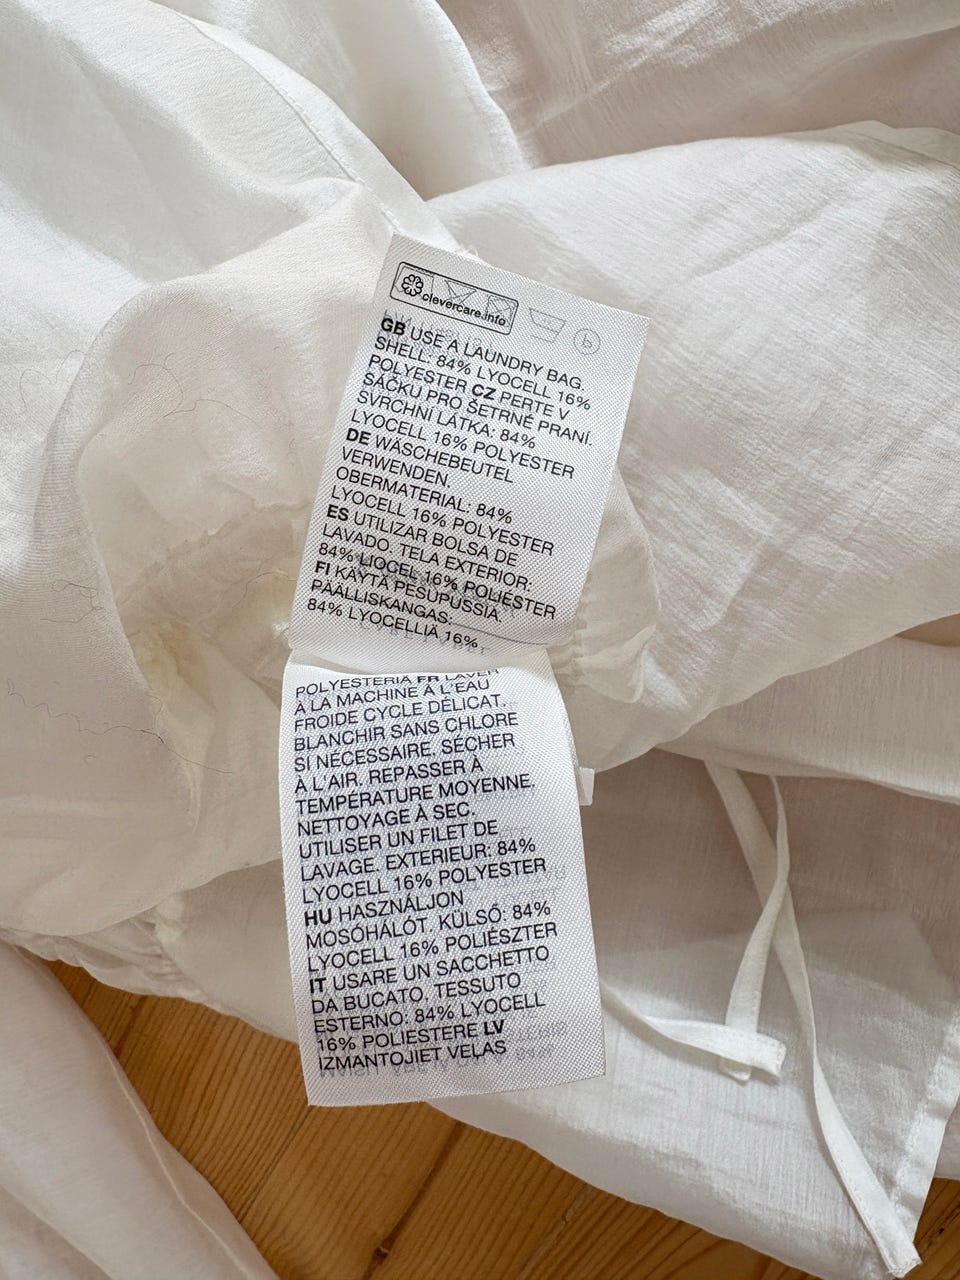 clevercare.info
GB USE A LAUNDRY BAG.
SHELL: 84% LYOCELL 16%
POLYESTER CZ PERTE V
SÁČKU PRO ŠETRNÉ PRANÍ.
SVRCHNÍ LÁTKA: 84%
LYOCELL 16% POLYESTER
DE WÄSCHEBEUTEL
VERWENDEN.
OBERMATERIAL: 84%
LYOCELL 16% POLYESTER
ES UTILIZAR BOLSA DE
LAVADO. TELA EXTERIOR:
84% LIOCEL 16% POLIÉSTER
FI KÄYTÄ PESUPUSSIA.
PÄÄLLISKANGAS:
84% LYOCELLIÄ 16%
POLYESTERIA FR LAVER
À LA MACHINE À L'EAU
FROIDE CYCLE DÉLICAT.
BLANCHIR SANS CHLORE
SI NÉCESSAIRE. SÉCHER
À L'AIR. REPASSER À
TEMPÉRATURE MOYENNE.
NETTOYAGE À SEC.
UTILISER UN FILET DE
LAVAGE. EXTERIEUR: 84%
LYOCELL 16% POLYESTER
HU HASZNÁLJON
MOSÓHÁLÓT. KÜLSŐ: 84%
LYOCELL 16% POLIÉSZTER
IT USARE UN SACCHETTO
DA BUCATO. TESSUTO
ESTERNO: 84% LYOCELL
16% POLIESTERE LV
IZMANTOJIET VEĻAS